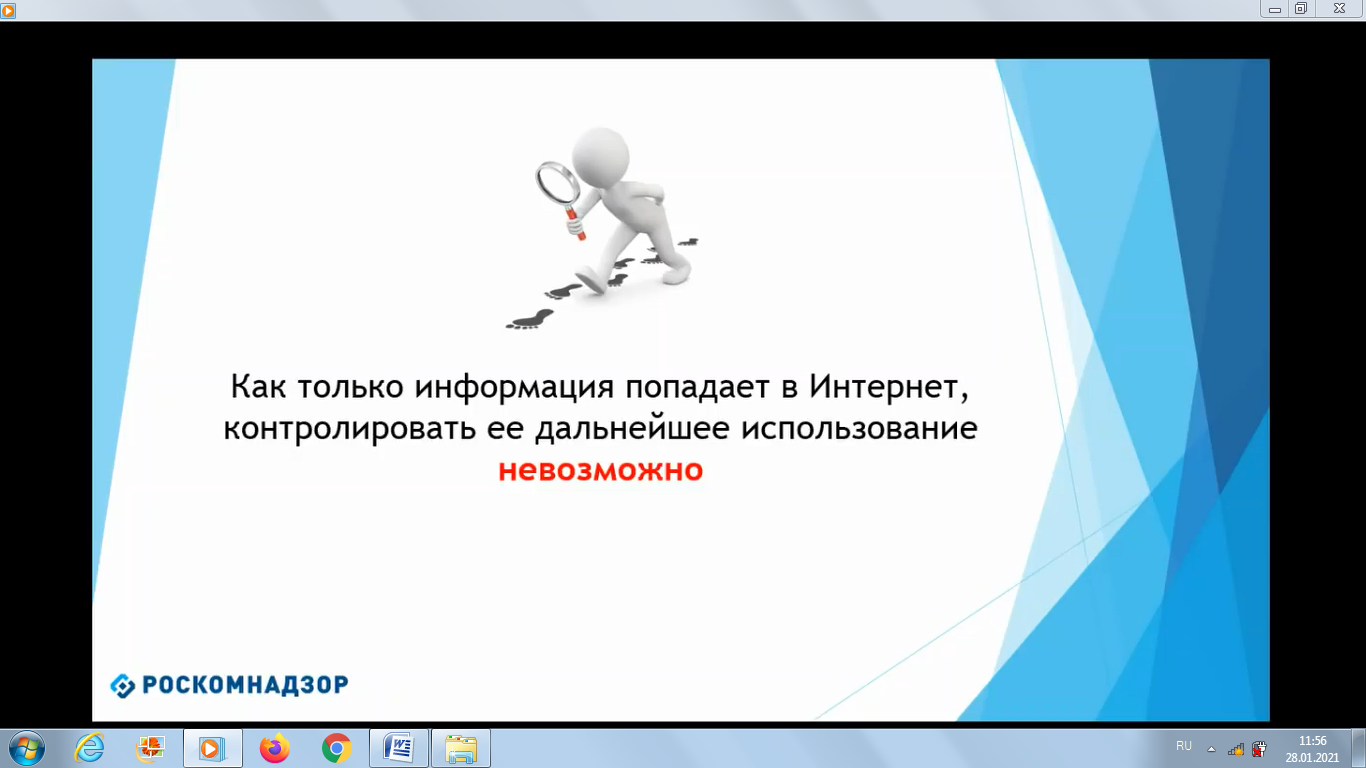 Как только информация попадает в Интернет,
контролировать ее дальнейшее использование
невозможно
РОСКОМНАДЗОР
RU
11:56
28.01.2021